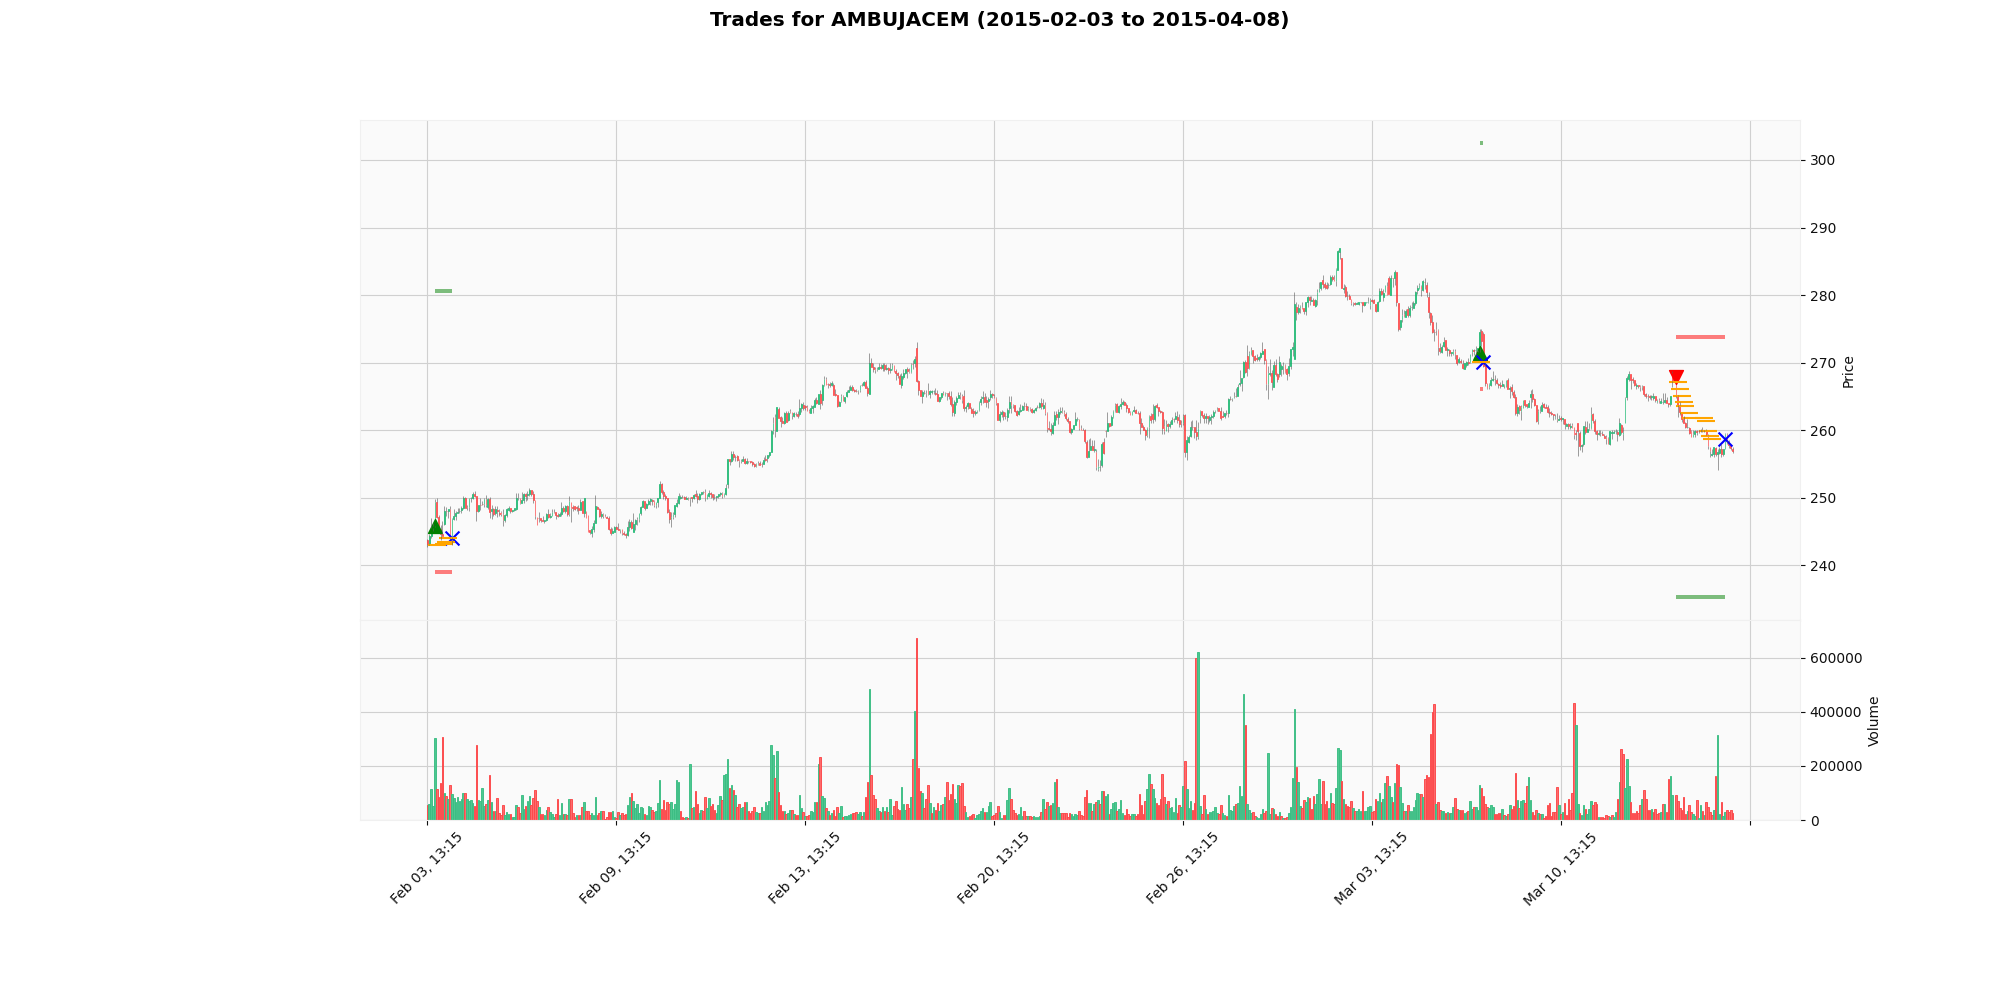 Trades for AMBUJACEM (2015-02-03 to 2015-04-08)
300
290
280
270
260
250
240
Price
600000
400000
200000
0
Volume
Feb 03, 13:15
Feb 09, 13:15
Feb 13, 13:15
Feb 20, 13:15
Feb 26, 13:15
Mar 03, 13:15
Mar 10, 13:15